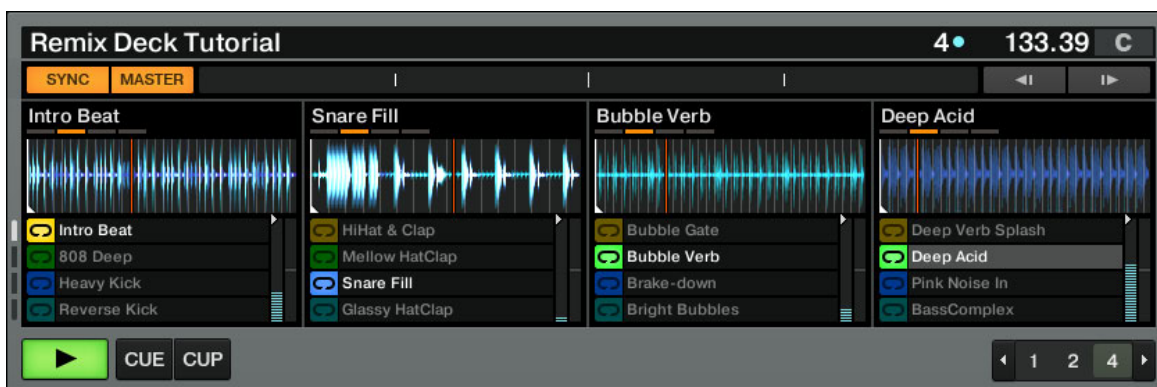 Remix Deck Tutorial 4 133.39 C
SYNC MASTER
Intro Beat Snare Fill Bubble Verb Deep Acid
Intro Beat HiHat & Clap Bubble Gate Deep Verb Splash
808 Deep Mellow HatClap Bubble Verb Deep Acid
Heavy Kick Snare Fill Brake-down Pink Noise In
Reverse Kick Glassy HatClap Bright Bubbles BassComplex
CUE CUP 1 2 4